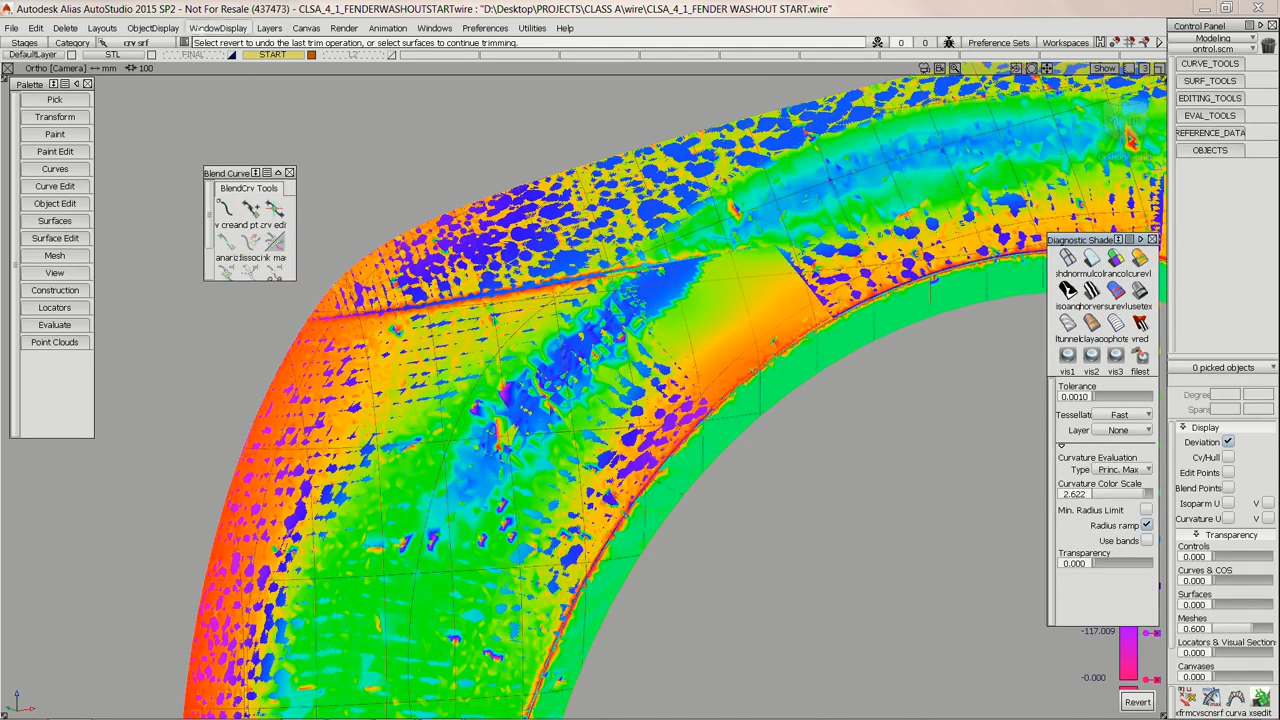 Autodesk Alias AutoStudio 2015 SP2 - Not For Resale (437473) - CLSA_4_1_FENDERWASHOUTSTARTwire : "D:\Desktop\PROJECTS\CLASS A\wire\CLSA_4_1_FENDER WASHOUT START.wire"
File Edit Delete Layouts ObjectDisplay WindowDisplay Layers Canvas Render Animation Windows Preferences Utilities Help
Stages Category crv srf Select revert to undo the last trim operation, or select surfaces to continue trimming. 0 0 Preference Sets Workspaces
DefaultLayer STL FINAL START
Ortho [Camera] mm 100 Show
Palette
Pick
Transform
Paint
Paint Edit
Curves
Curve Edit
Object Edit
Surfaces
Surface Edit
Mesh
View
Construction
Locators
Evaluate
Point Clouds
Blend Curve
BlendCrv Tools
Diagnostic Shade
vis1 vis2 vis3 filest
Tolerance
0.0010
Tessellat Fast
Layer None
Curvature Evaluation
Type Princ. Max
Curvature Color Scale
2.622
Min. Radius Limit
Radius ramp
Use bands
Transparency
0.000
-117.009
-0.000
Revert
Control Panel
Modeling
ontrol.scm
CURVE_TOOLS
SURF_TOOLS
EDITING_TOOLS
EVAL_TOOLS
REFERENCE_DATA
OBJECTS
0 picked objects
Degree
Spans
Display
Deviation
Cv/Hull
Edit Points
Blend Points
Isoparm U V
Curvature U V
Transparency
Controls
0.000
Curves & COS
0.000
Surfaces
0.000
Meshes
0.600
Locators & Visual Section
0.000
Canvases
0.000